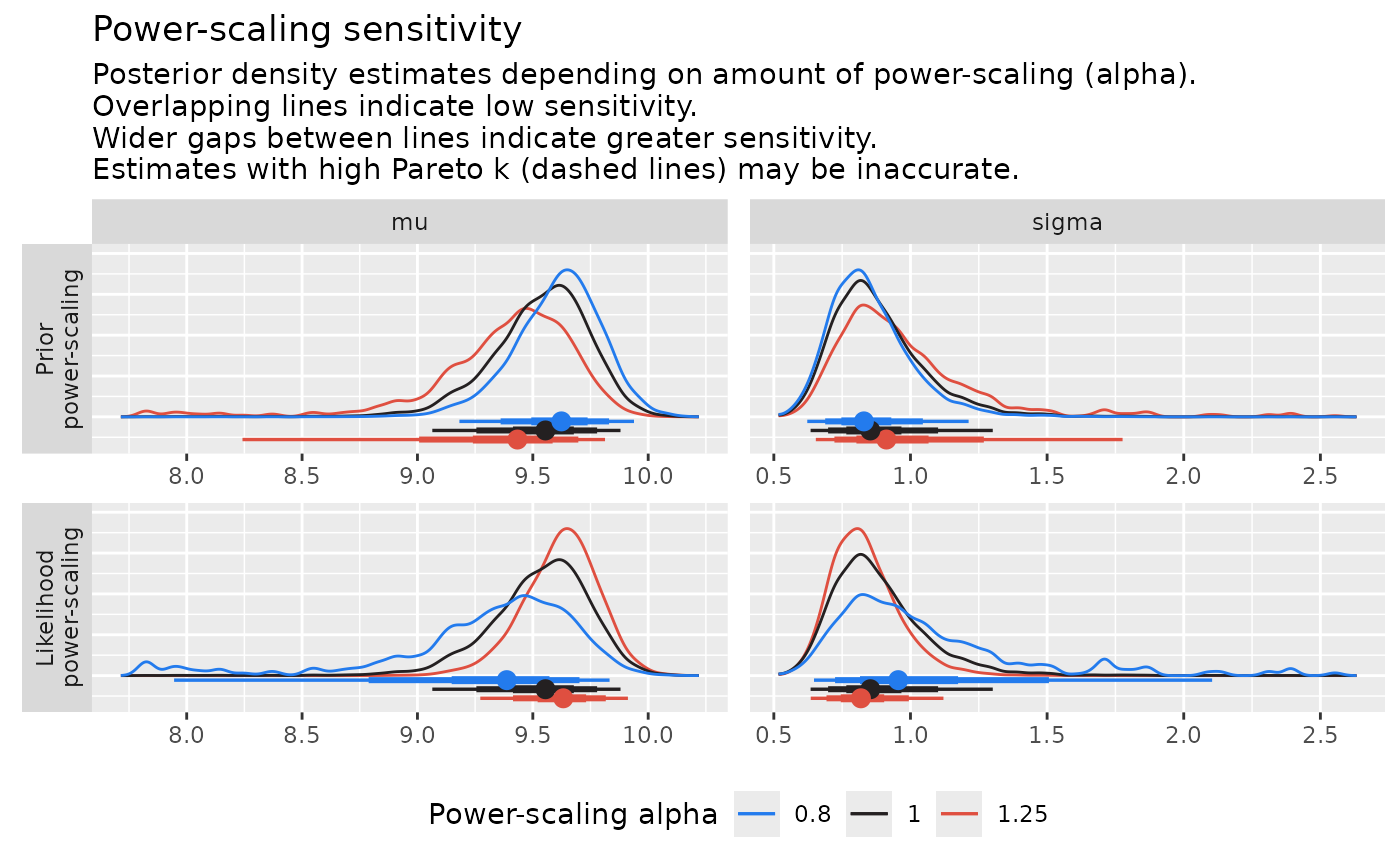 Power-scaling sensitivity
Posterior density estimates depending on amount of power-scaling (alpha).
Overlapping lines indicate low sensitivity.
Wider gaps between lines indicate greater sensitivity.
Estimates with high Pareto k (dashed lines) may be inaccurate.
mu
sigma
Prior
power-scaling
8.0 8.5 9.0 9.5 10.0
0.5 1.0 1.5 2.0 2.5
Likelihood
power-scaling
8.0 8.5 9.0 9.5 10.0
0.5 1.0 1.5 2.0 2.5
Power-scaling alpha 0.8 1 1.25